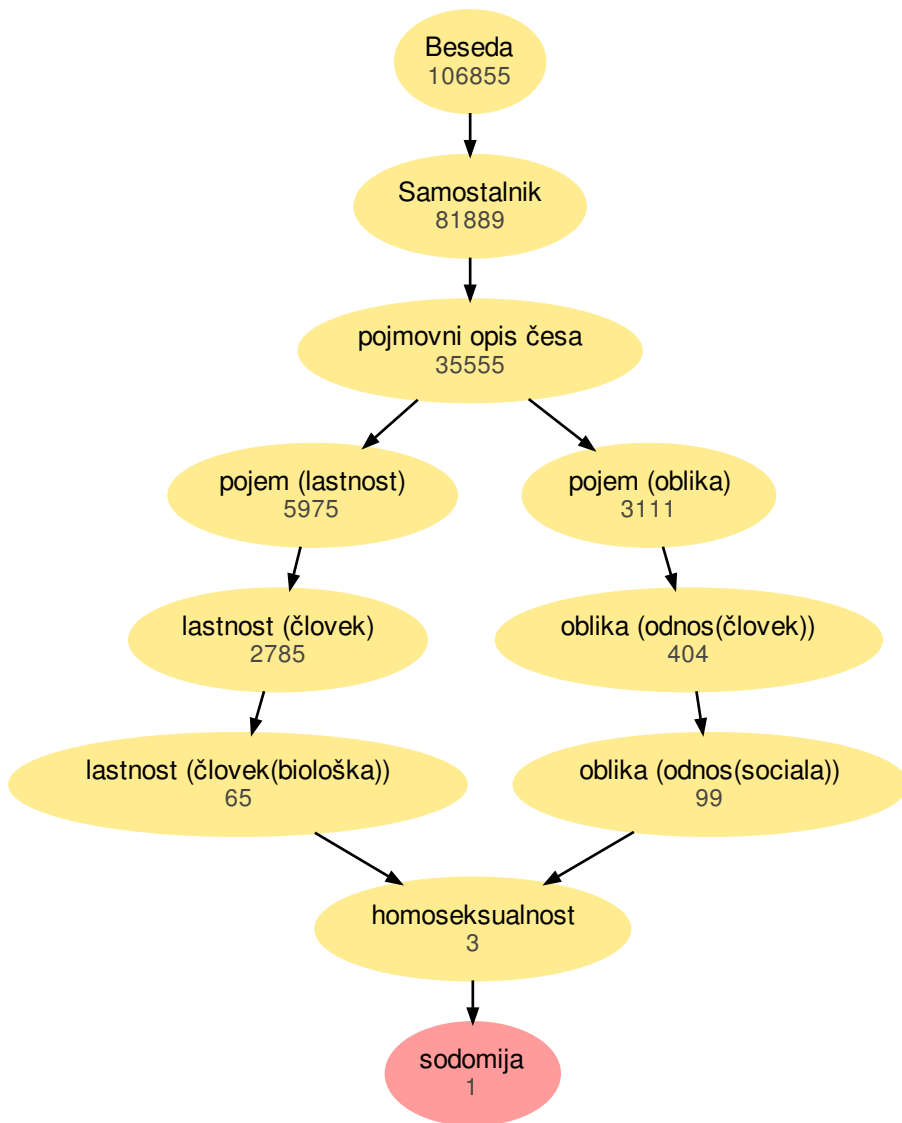 Beseda
106855
Samostalnik
81889
pojmovni opis česa
35555
pojem (lastnost)
5975
pojem (oblika)
3111
lastnost (človek)
2785
oblika (odnos(človek))
404
lastnost (človek(biološka))
65
oblika (odnos(sociala))
99
homoseksualnost
3
sodomija
1